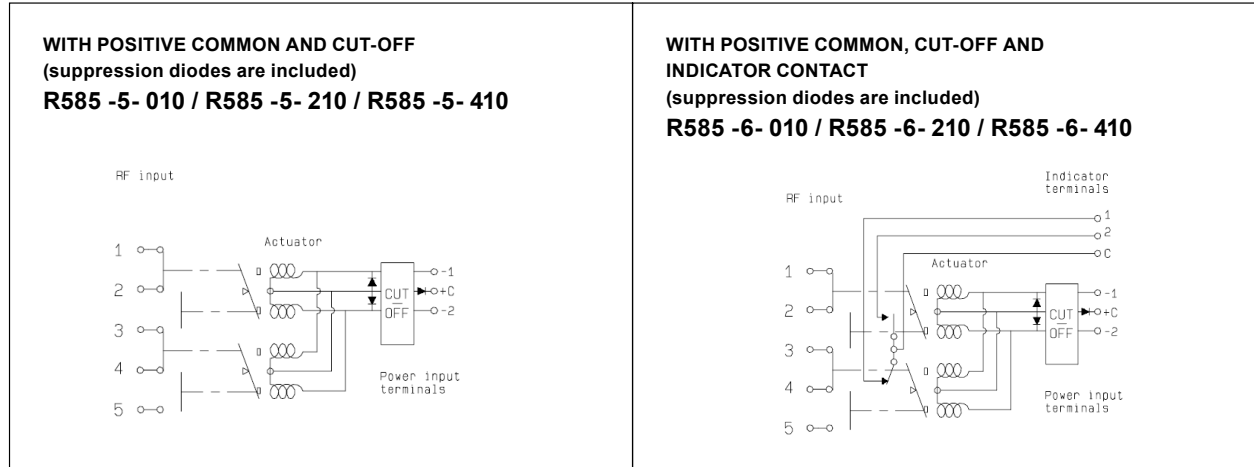 WITH POSITIVE COMMON AND CUT-OFF
(suppression diodes are included)
R585 -5- 010 / R585 -5- 210 / R585 -5- 410
RF input
Actuator
1
2
3
4
5
CUT
OFF
-1
+C
-2
Power input
terminals
WITH POSITIVE COMMON, CUT-OFF AND
INDICATOR CONTACT
(suppression diodes are included)
R585 -6- 010 / R585 -6- 210 / R585 -6- 410
Indicator
terminals
RF input
1
2
C
Actuator
1
2
3
4
5
CUT
OFF
-1
+C
-2
Power input
terminals